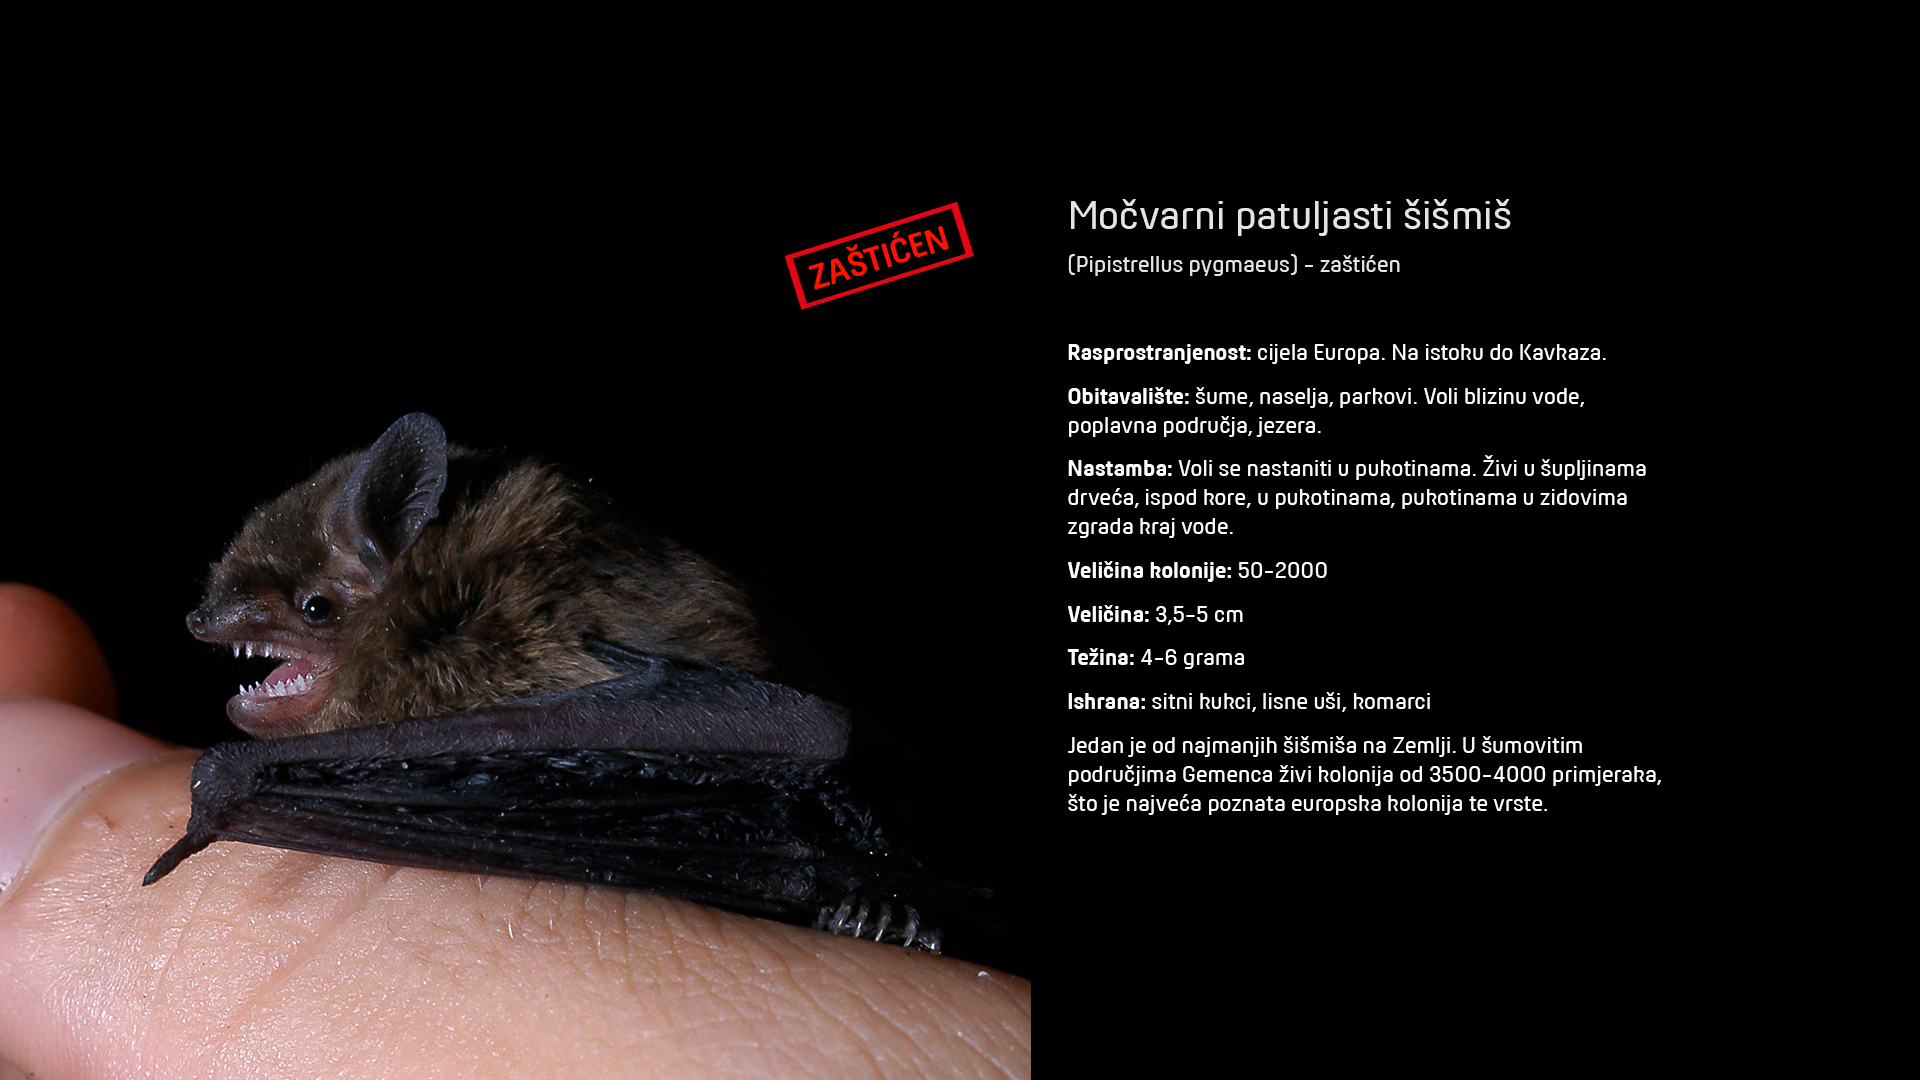 ZAŠTIĆEN
Močvarni patuljasti šišmiš
(Pipistrellus pygmaeus) - zaštićen
Rasprostranjenost: cijela Europa. Na istoku do Kavkaza.
Obitavalište: šume, naselja, parkovi. Voli blizinu vode,
poplavna područja, jezera.
Nastamba: Voli se nastaniti u pukotinama. Živi u šupljinama
drveća, ispod kore, u pukotinama, pukotinama u zidovima
zgrada kraj vode.
Veličina kolonije: 50-2000
Veličina: 3,5-5 cm
Težina: 4-6 grama
Ishrana: sitni kukci, lisne uši, komarci
Jedan je od najmanjih šišmiša na Zemlji. U šumovitim
područjima Gemenca živi kolonija od 3500-4000 primjeraka,
što je najveća poznata europska kolonija te vrste.